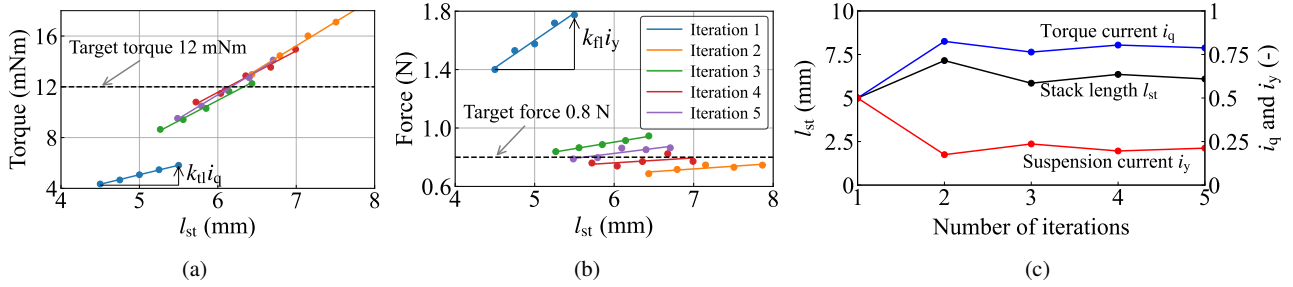 16
12
8
4
Torque (mNm)
Target torque 12 mNm
k_tl i_q
4
5
6
7
8
l_st (mm)
(a)
1.8
1.4
1.0
0.6
Force (N)
k_fl i_y
Target force 0.8 N
Iteration 1
Iteration 2
Iteration 3
Iteration 4
Iteration 5
4
5
6
7
8
l_st (mm)
(b)
10
7.5
5
2.5
0
l_st (mm)
Torque current i_q
Stack length l_st
Suspension current i_y
1
0.75
0.5
0.25
0
i_q and i_y (-)
1
2
3
4
5
Number of iterations
(c)